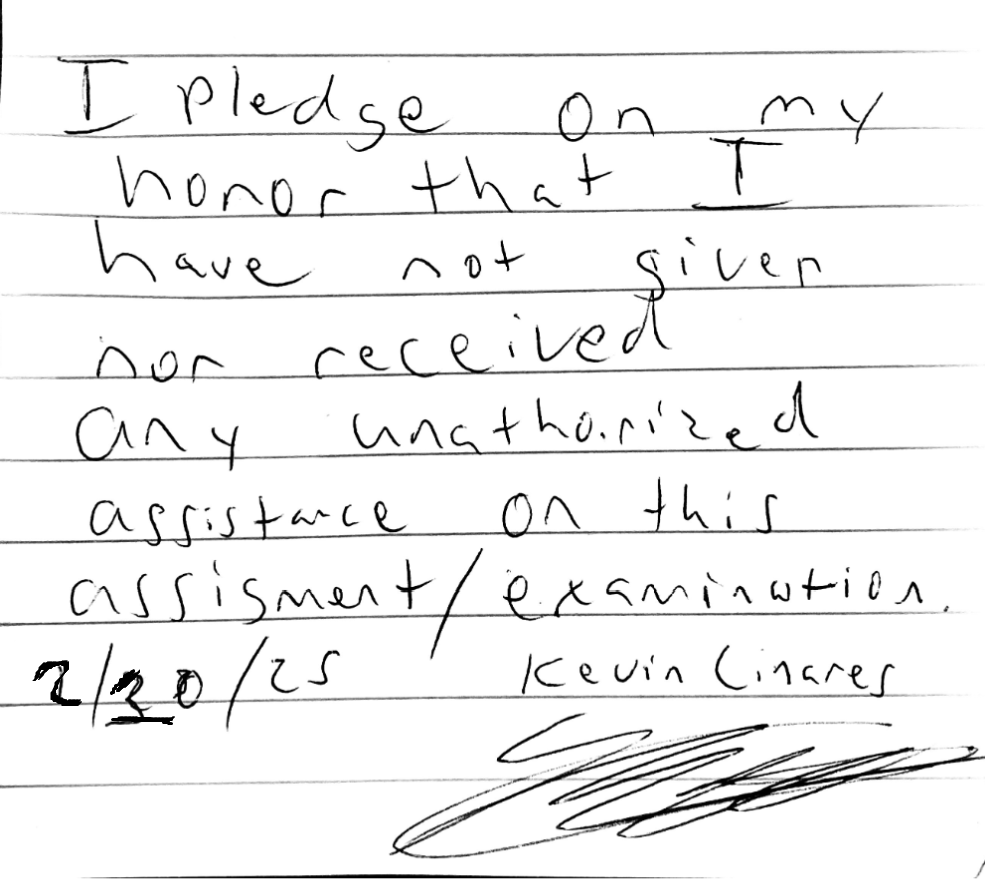 I pledge on my
honor that I
have not given
nor received
any unathorized
assistance on this
assisment/examination.
2/20/25 Kevin Linares